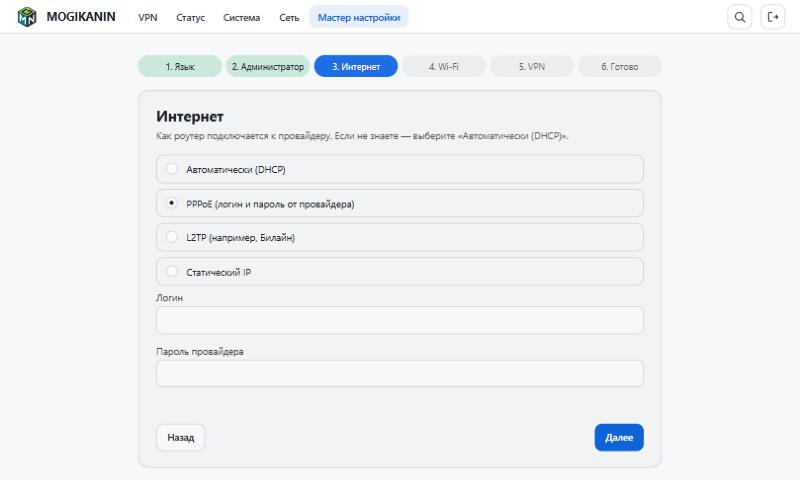 MOGIKANIN VPN Статус Система Сеть Мастер настройки
1. Язык 2. Администратор 3. Интернет 4. Wi-Fi 5. VPN 6. Готово
Интернет
Как роутер подключается к провайдеру. Если не знаете — выберите «Автоматически (DHCP)».
Автоматически (DHCP)
PPPoE (логин и пароль от провайдера)
L2TP (например, Билайн)
Статический IP
Логин
Пароль провайдера
Назад Далее